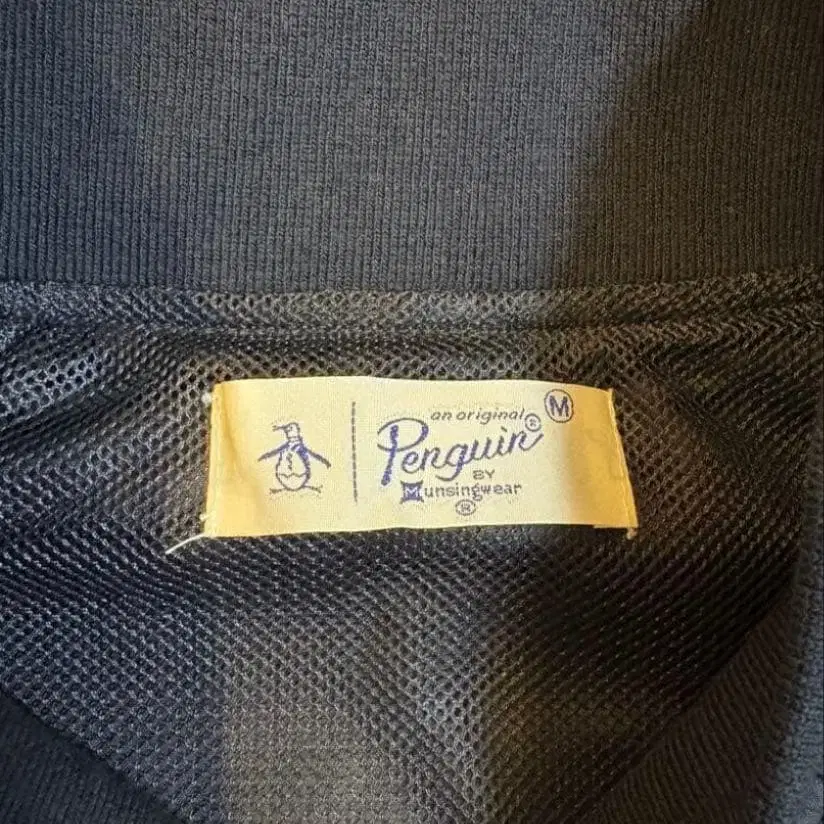 an original M
Penguin®
BY
Munsingwear
®